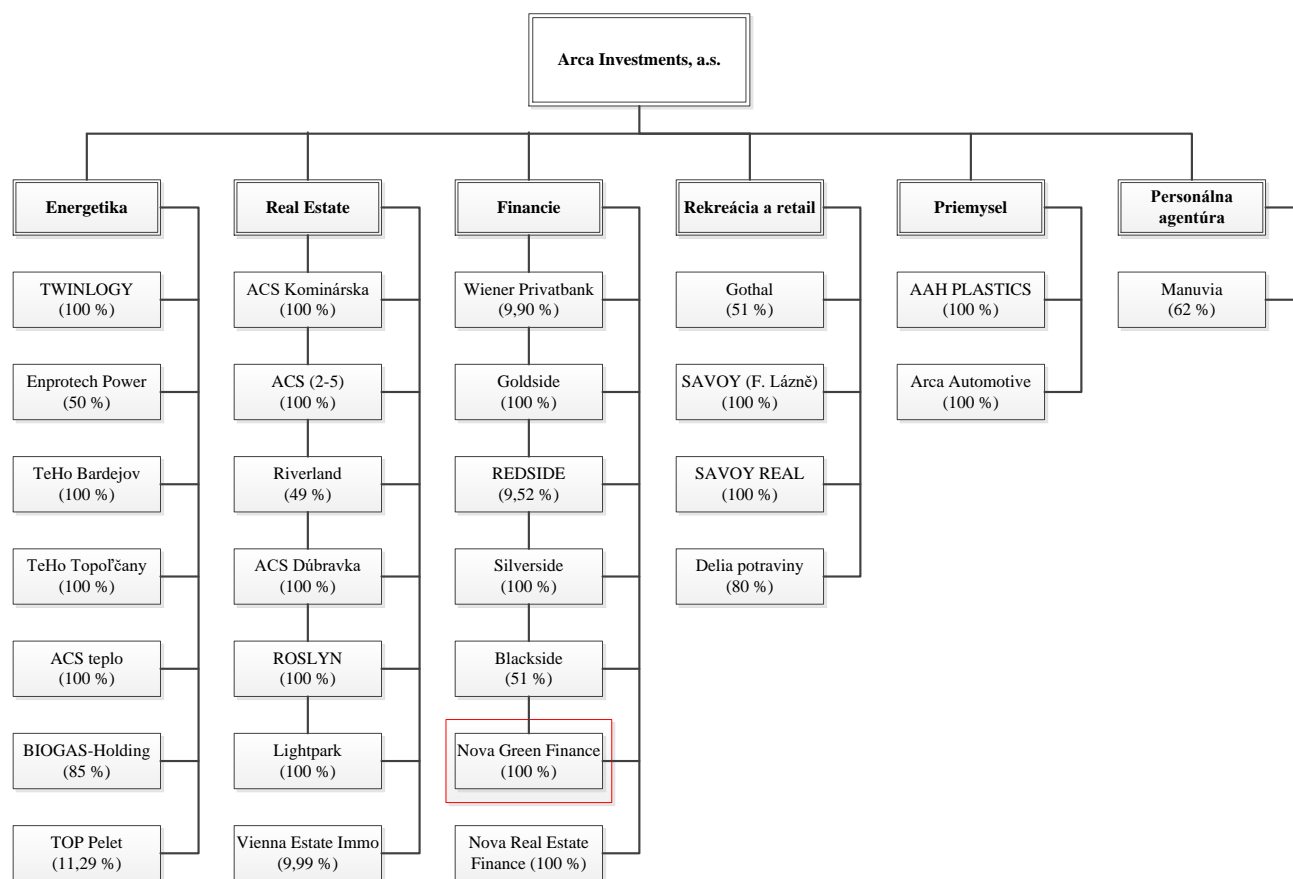 Arca Investments, a.s.
Energetika
TWINLOGY
(100 %)
Enprotech Power
(50 %)
TeHo Bardejov
(100 %)
TeHo Topoľčany
(100 %)
ACS teplo
(100 %)
BIOGAS-Holding
(85 %)
TOP Pelet
(11,29 %)
Real Estate
ACS Kominárska
(100 %)
ACS (2-5)
(100 %)
Riverland
(49 %)
ACS Dúbravka
(100 %)
ROSLYN
(100 %)
Lightpark
(100 %)
Vienna Estate Immo
(9,99 %)
Financie
Wiener Privatbank
(9,90 %)
Goldside
(100 %)
REDSIDE
(9,52 %)
Silverside
(100 %)
Blackside
(51 %)
Nova Green Finance
(100 %)
Nova Real Estate
Finance (100 %)
Rekreácia a retail
Gothal
(51 %)
SAVOY (F. Lázně)
(100 %)
SAVOY REAL
(100 %)
Delia potraviny
(80 %)
Priemysel
AAH PLASTICS
(100 %)
Arca Automotive
(100 %)
Personálna
agentúra
Manuvia
(62 %)